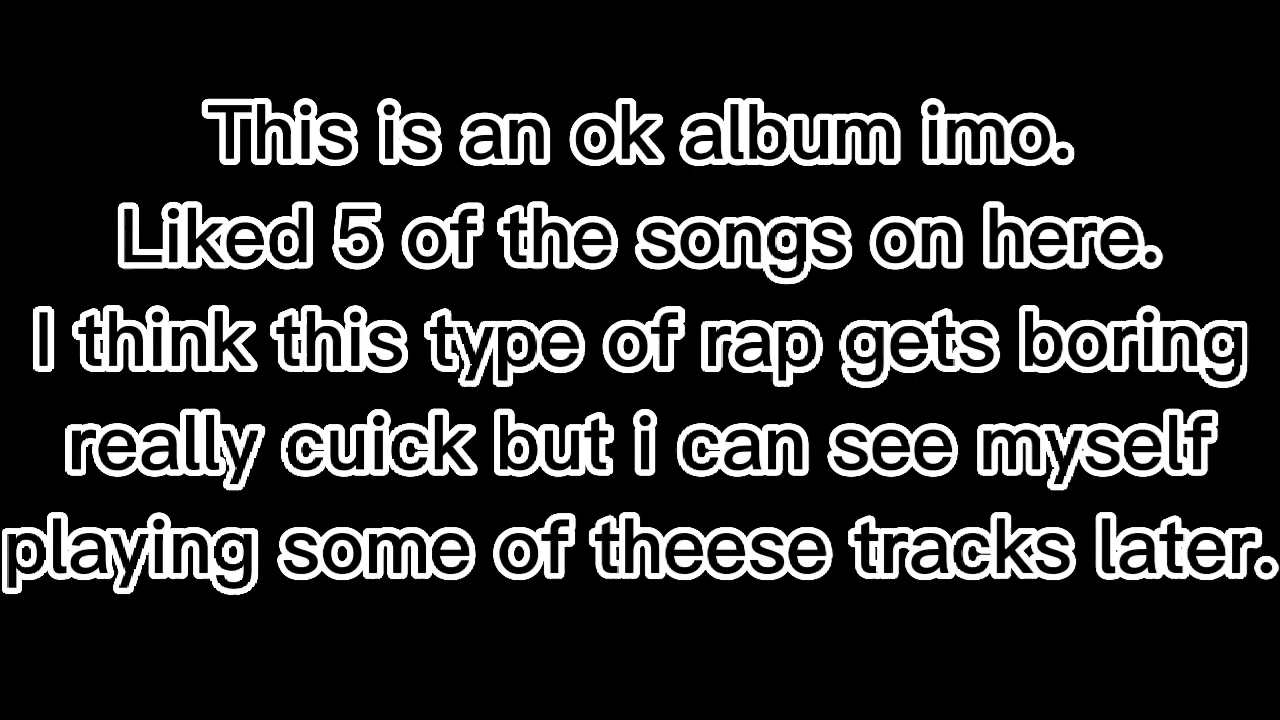 This is an ok album imo.
Liked 5 of the songs on here.
I think this type of rap gets boring
really cuick but i can see myself
playing some of theese tracks later.